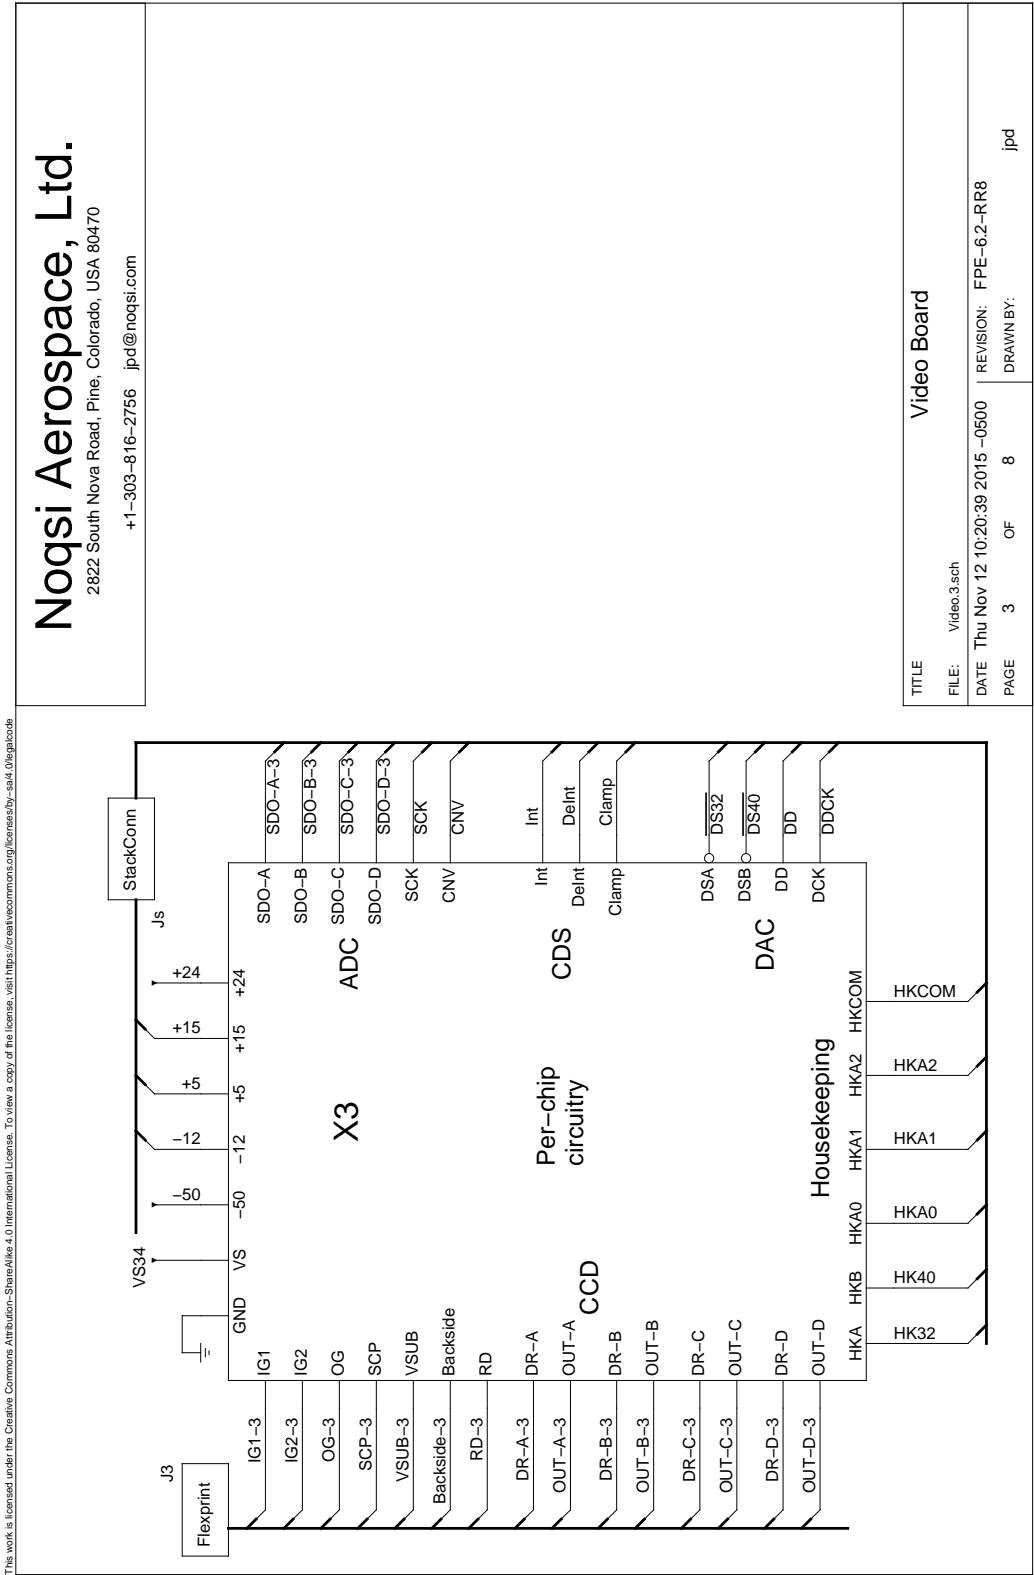 This work is licensed under the Creative Commons Attribution−ShareAlike 4.0 International License. To view a copy of the license, visit https://creativecommons.org/licenses/by−sa/4.0/legalcode
Noqsi Aerospace, Ltd.
2822 South Nova Road, Pine, Colorado, USA 80470
+1−303−816−2756 jpd@noqsi.com
J3
Flexprint
StackConn
Js
VS34
−50
−12
+5
+15
+24
GND
VS
−50
−12
+5
+15
+24
IG1−3
IG1
IG2−3
IG2
OG−3
OG
SCP−3
SCP
VSUB−3
VSUB
Backside−3
Backside
RD−3
RD
DR−A−3
DR−A
OUT−A−3
OUT−A
DR−B−3
DR−B
OUT−B−3
OUT−B
DR−C−3
DR−C
OUT−C−3
OUT−C
DR−D−3
DR−D
OUT−D−3
OUT−D
CCD
X3
Per−chip
circuitry
ADC
CDS
DAC
Housekeeping
SDO−A
SDO−A−3
SDO−B
SDO−B−3
SDO−C
SDO−C−3
SDO−D
SDO−D−3
SCK
SCK
CNV
CNV
Int
Int
DeInt
DeInt
Clamp
Clamp
DSA
DS32
DSB
DS40
DD
DD
DCK
DDCK
HKA
HKB
HKA0
HKA1
HKA2
HKCOM
HK32
HK40
HKA0
HKA1
HKA2
HKCOM
TITLE
Video Board
FILE: Video.3.sch
DATE Thu Nov 12 10:20:39 2015 −0500
REVISION: FPE−6.2−RR8
PAGE 3 OF 8
DRAWN BY: jpd